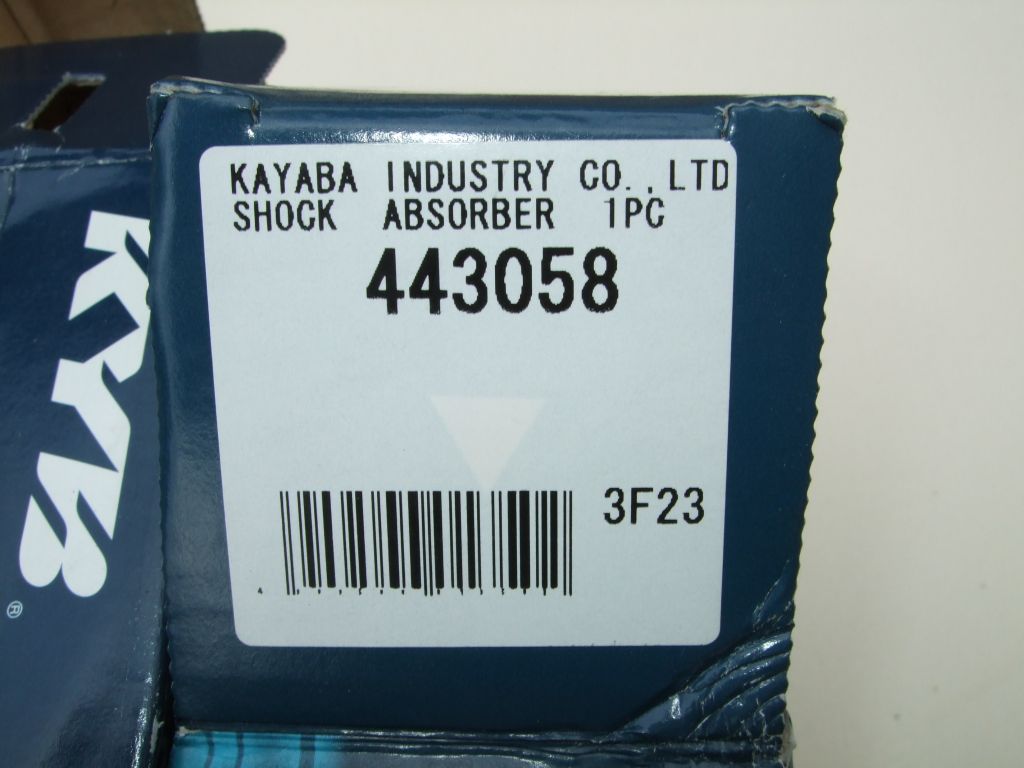 KAYABA INDUSTRY CO.,LTD
SHOCK ABSORBER 1PC
443058
3F23
KYB
®